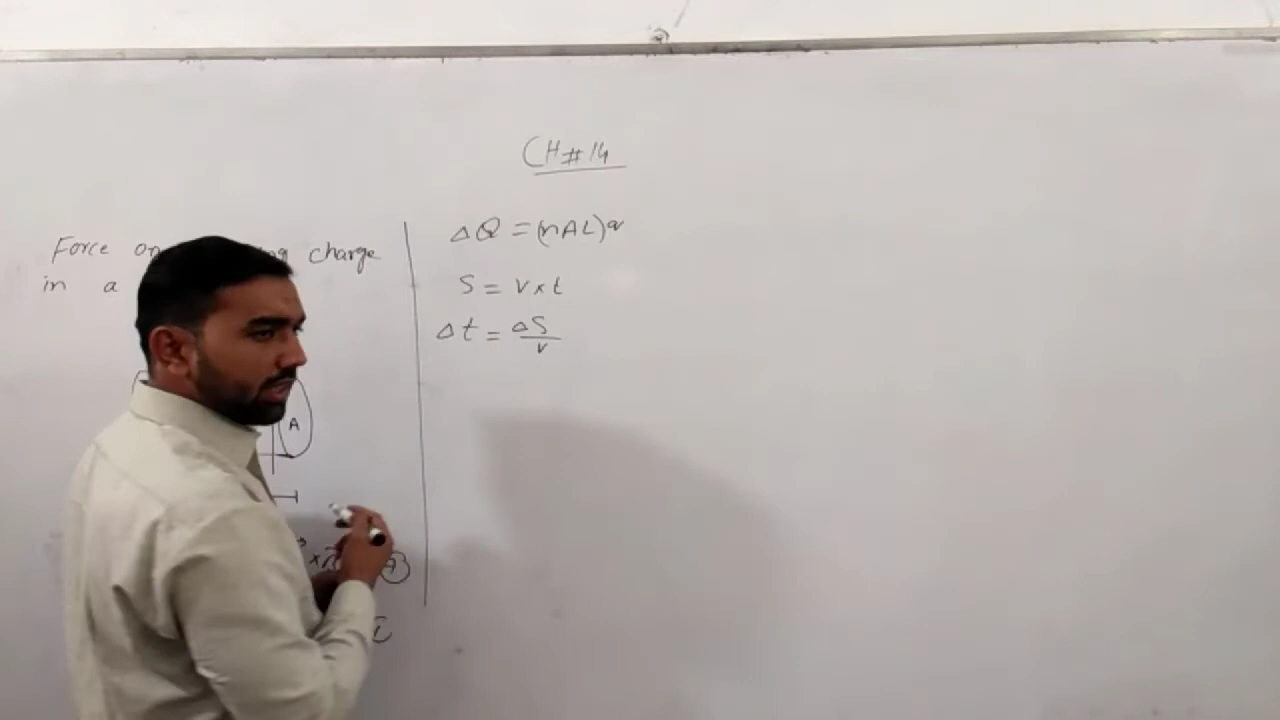 CH#14
Force on charge
in a
A
A
ΔQ = (nAL)q
S = v×t
Δt = ΔS/v